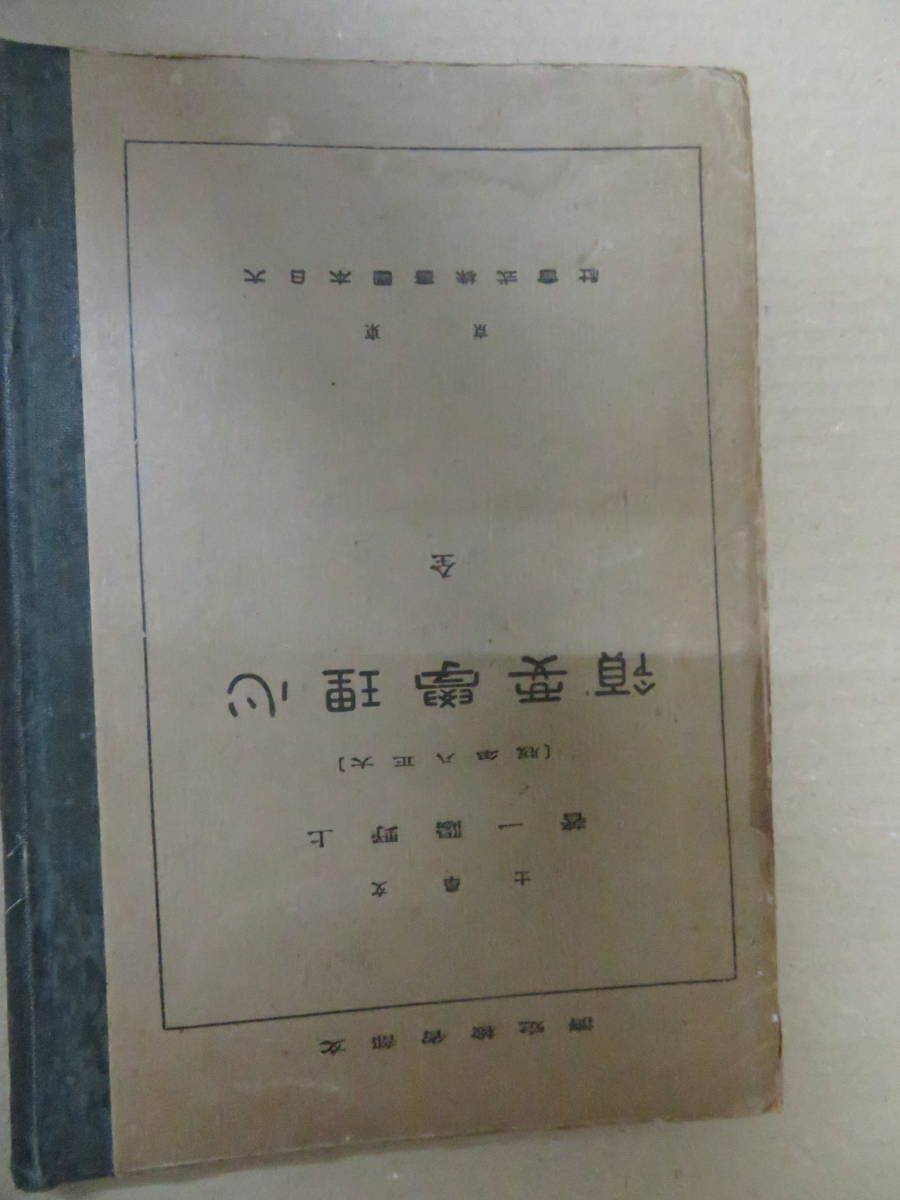 文部省檢定濟
文學士
上野陽一著
〔大正八年版〕
心理學要領
全
東京
大日本圖書株式會社